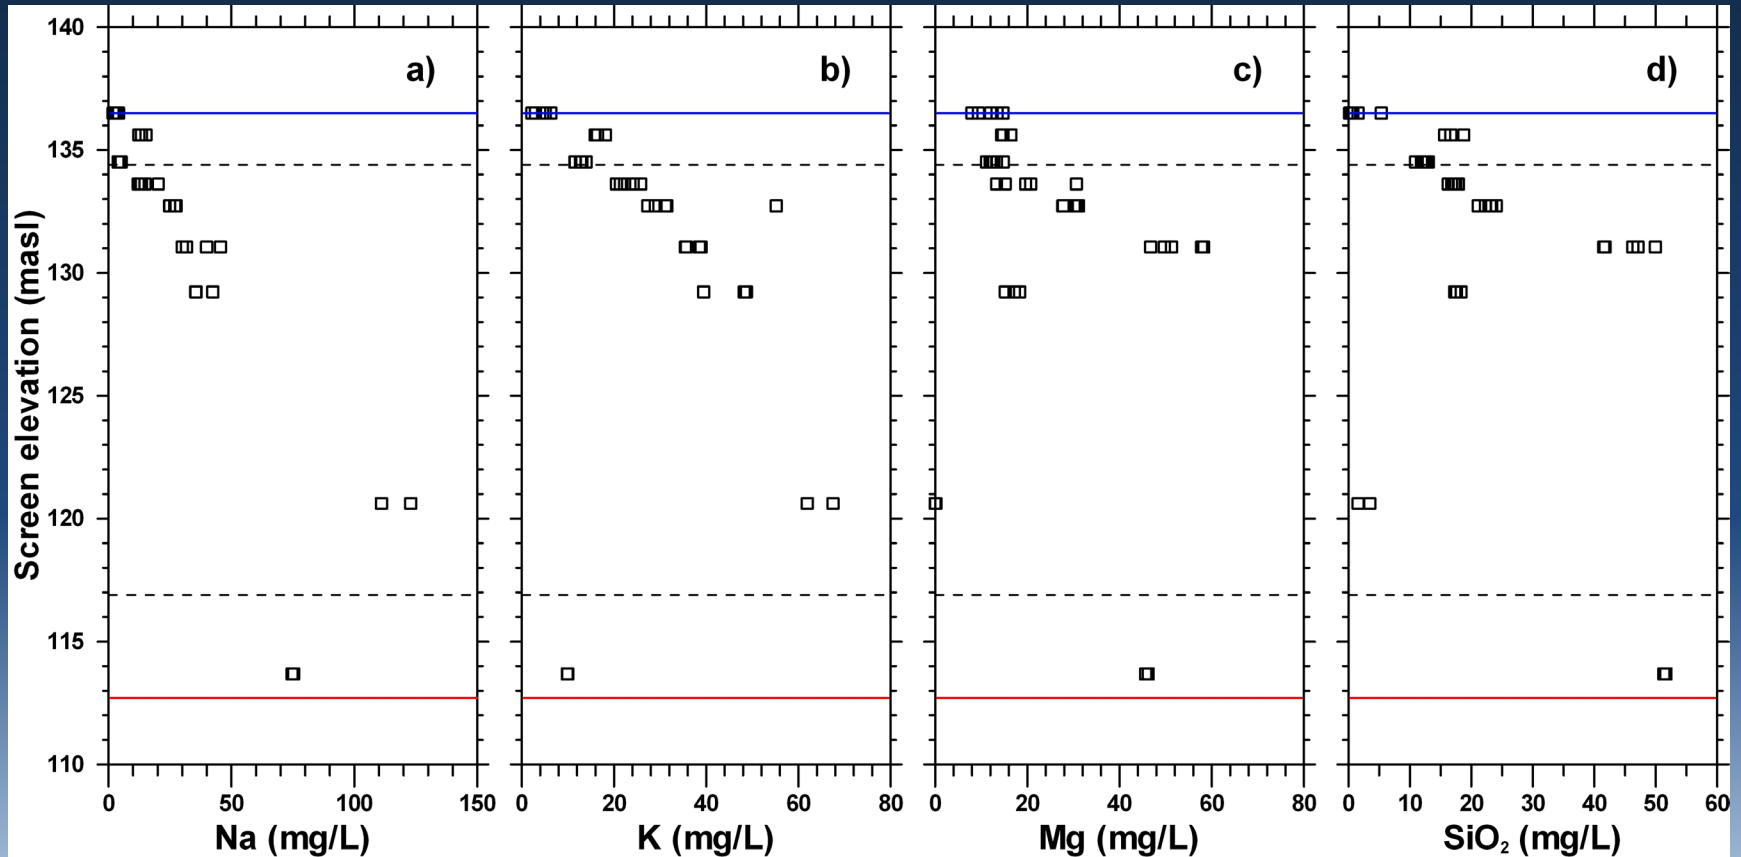 a)
b)
c)
d)
Screen elevation (masl)
140
135
130
125
120
115
110
0 50 100 150
0 20 40 60 80
0 20 40 60 80
0 10 20 30 40 50 60
Na (mg/L)
K (mg/L)
Mg (mg/L)
SiO₂ (mg/L)